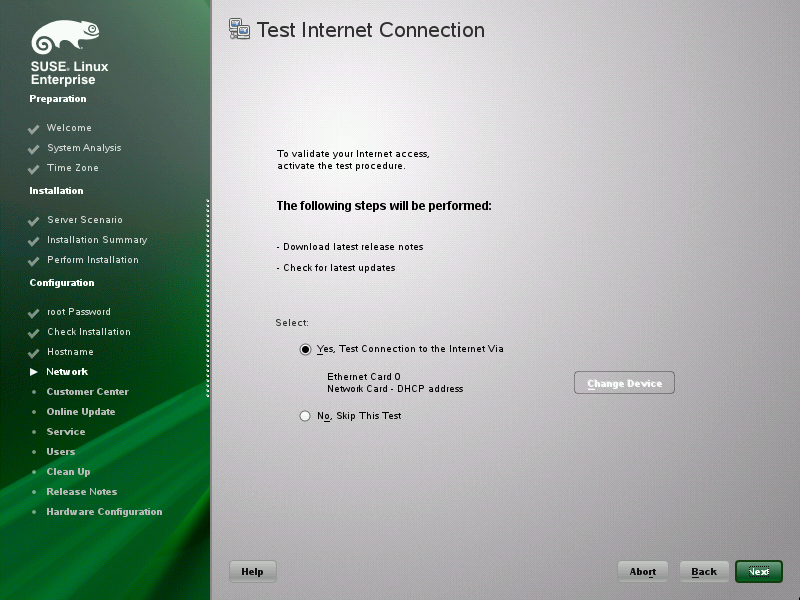 SUSE. Linux
Enterprise
Preparation
Welcome
System Analysis
Time Zone
Installation
Server Scenario
Installation Summary
Perform Installation
Configuration
root Password
Check Installation
Hostname
Network
Customer Center
Online Update
Service
Users
Clean Up
Release Notes
Hardware Configuration
Test Internet Connection
To validate your Internet access,
activate the test procedure.
The following steps will be performed:
- Download latest release notes
- Check for latest updates
Select:
Yes, Test Connection to the Internet Via
Ethernet Card 0
Network Card - DHCP address
Change Device
No, Skip This Test
Help
Abort
Back
Next